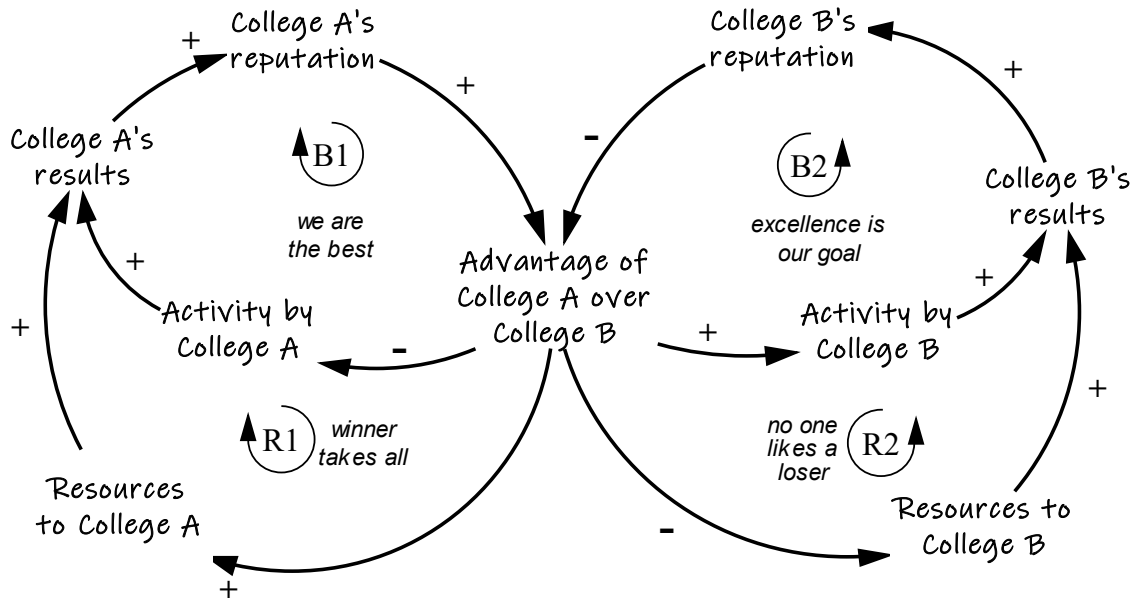 College A's
reputation
College B's
reputation
+
+
+
-
College A's
results
B1
B2
College B's
results
we are
the best
excellence is
our goal
Advantage of
College A over
College B
+
+
Activity by
College A
-
+
Activity by
College B
+
+
R1
winner
takes all
no one
likes a
loser
R2
Resources
to College A
Resources to
College B
-
+